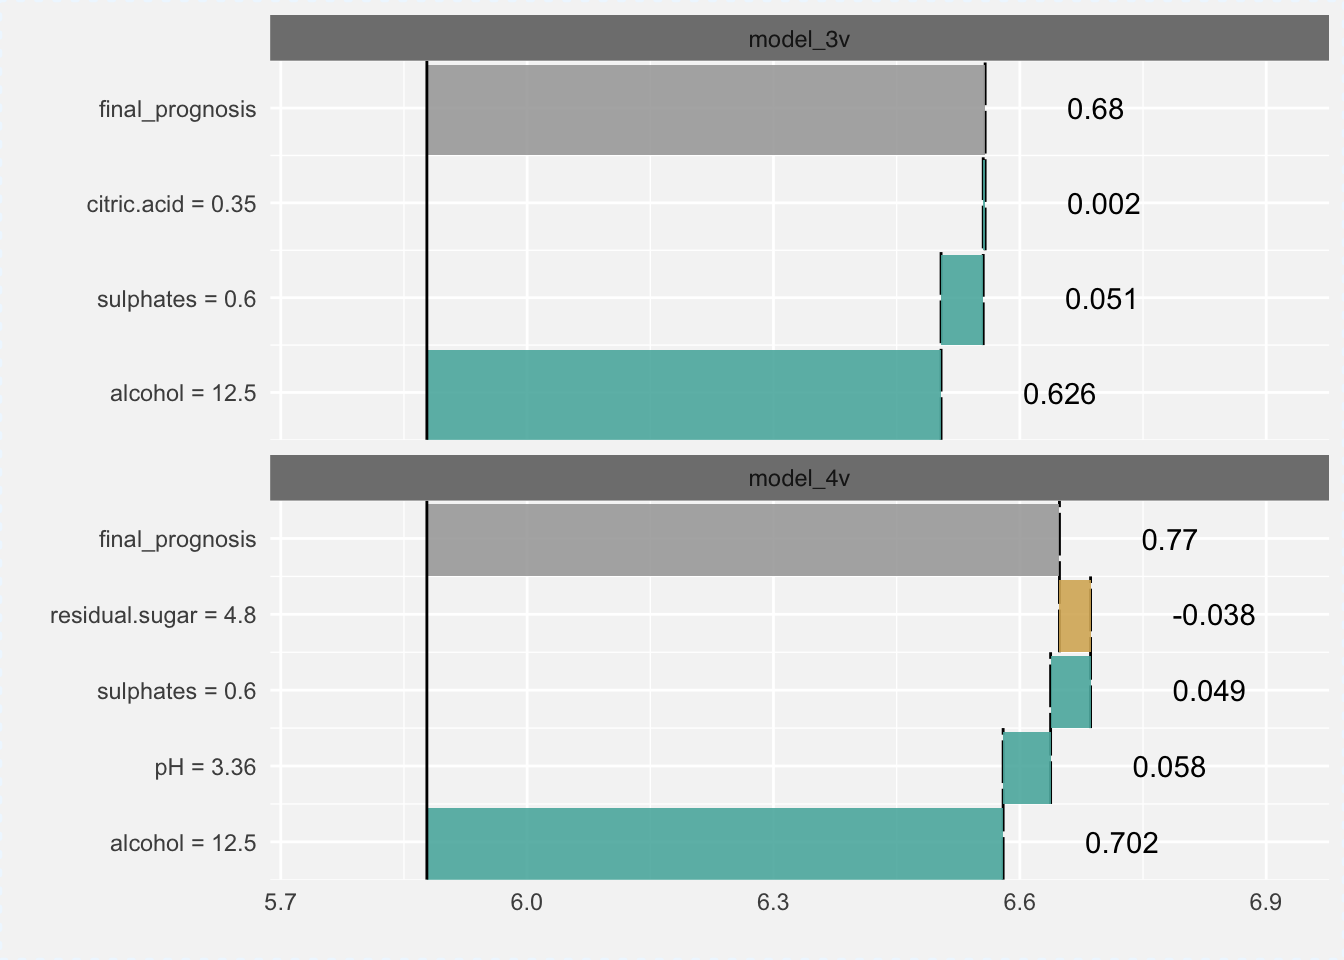 model_3v
final_prognosis 0.68
citric.acid = 0.35 0.002
sulphates = 0.6 0.051
alcohol = 12.5 0.626
model_4v
final_prognosis 0.77
residual.sugar = 4.8 -0.038
sulphates = 0.6 0.049
pH = 3.36 0.058
alcohol = 12.5 0.702
5.7 6.0 6.3 6.6 6.9